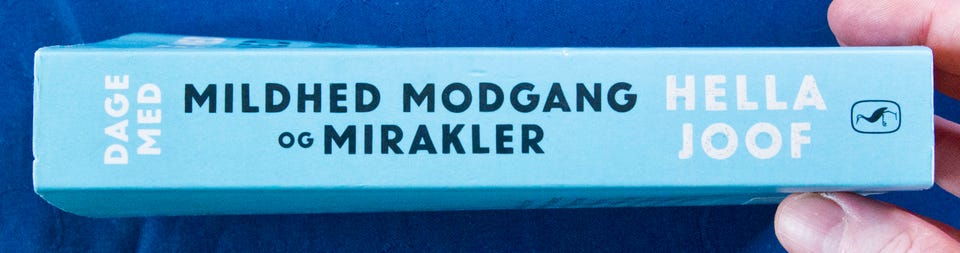 DAGE
MED
MILDHED MODGANG
OG MIRAKLER
HELLA
JOOF